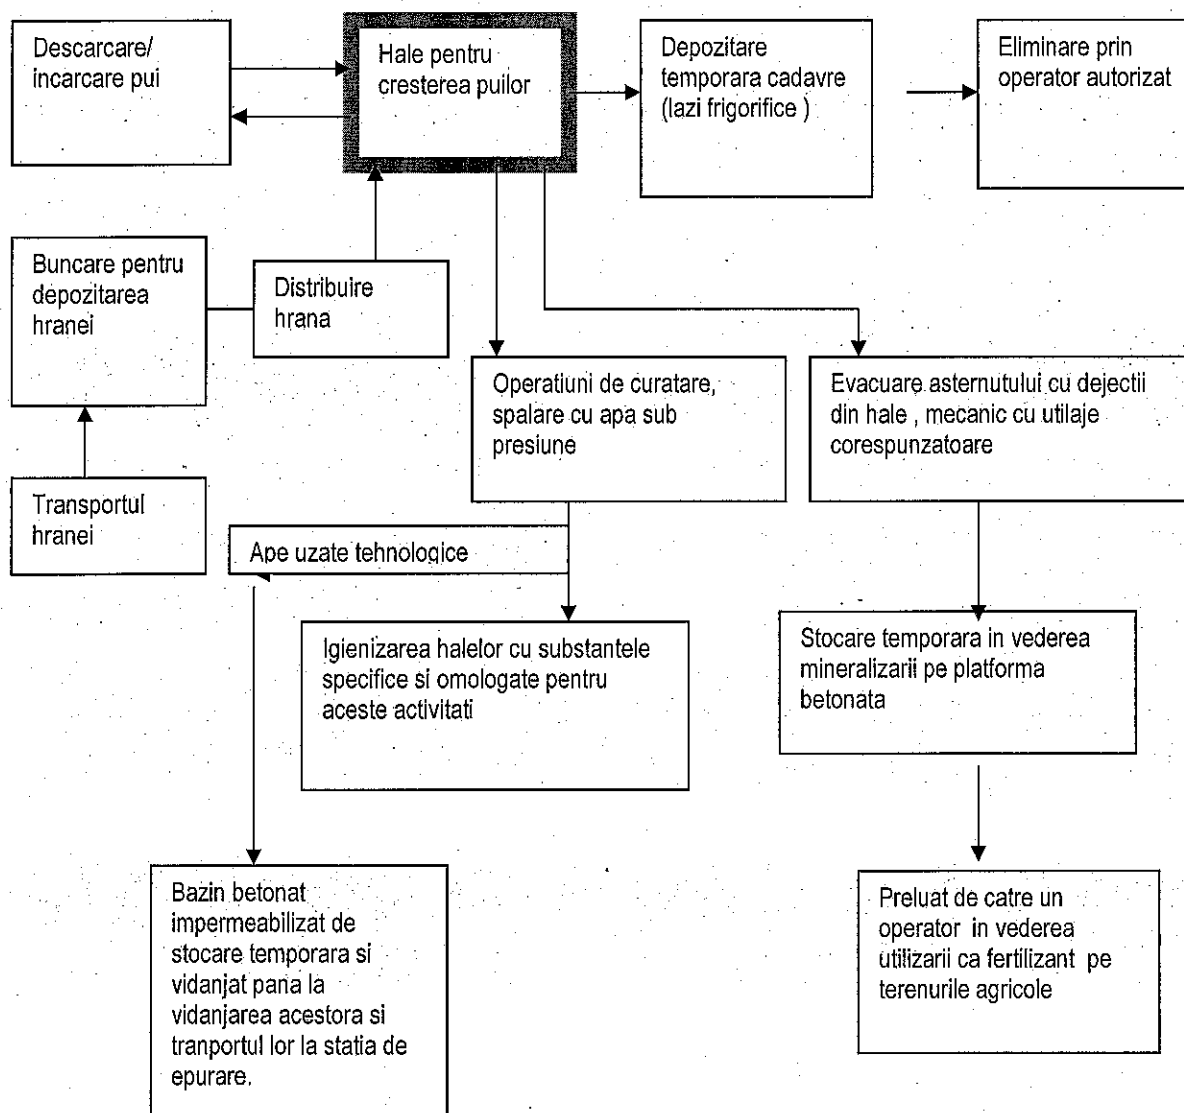 Descarcare/
incarcare pui
Hale pentru
cresterea puilor
Depozitare
temporara cadavre
(lazi frigorifice )
Eliminare prin
operator autorizat
Buncare pentru
depozitarea
hranei
Distribuire
hrana
Transportul
hranei
Operatiuni de curatare,
spalare cu apa sub
presiune
Evacuare asternutului cu dejectii
din hale , mecanic cu utilaje
corespunzatoare
Ape uzate tehnologice
Igienizarea halelor cu substantele
specifice si omologate pentru
aceste activitati
Stocare temporara in vederea
mineralizarii pe platforma
betonata
Bazin betonat
impermeabilizat de
stocare temporara si
vidanjat pana la
vidanjarea acestora si
tranportul lor la statia de
epurare.
Preluat de catre un
operator in vederea
utilizarii ca fertilizant pe
terenurile agricole